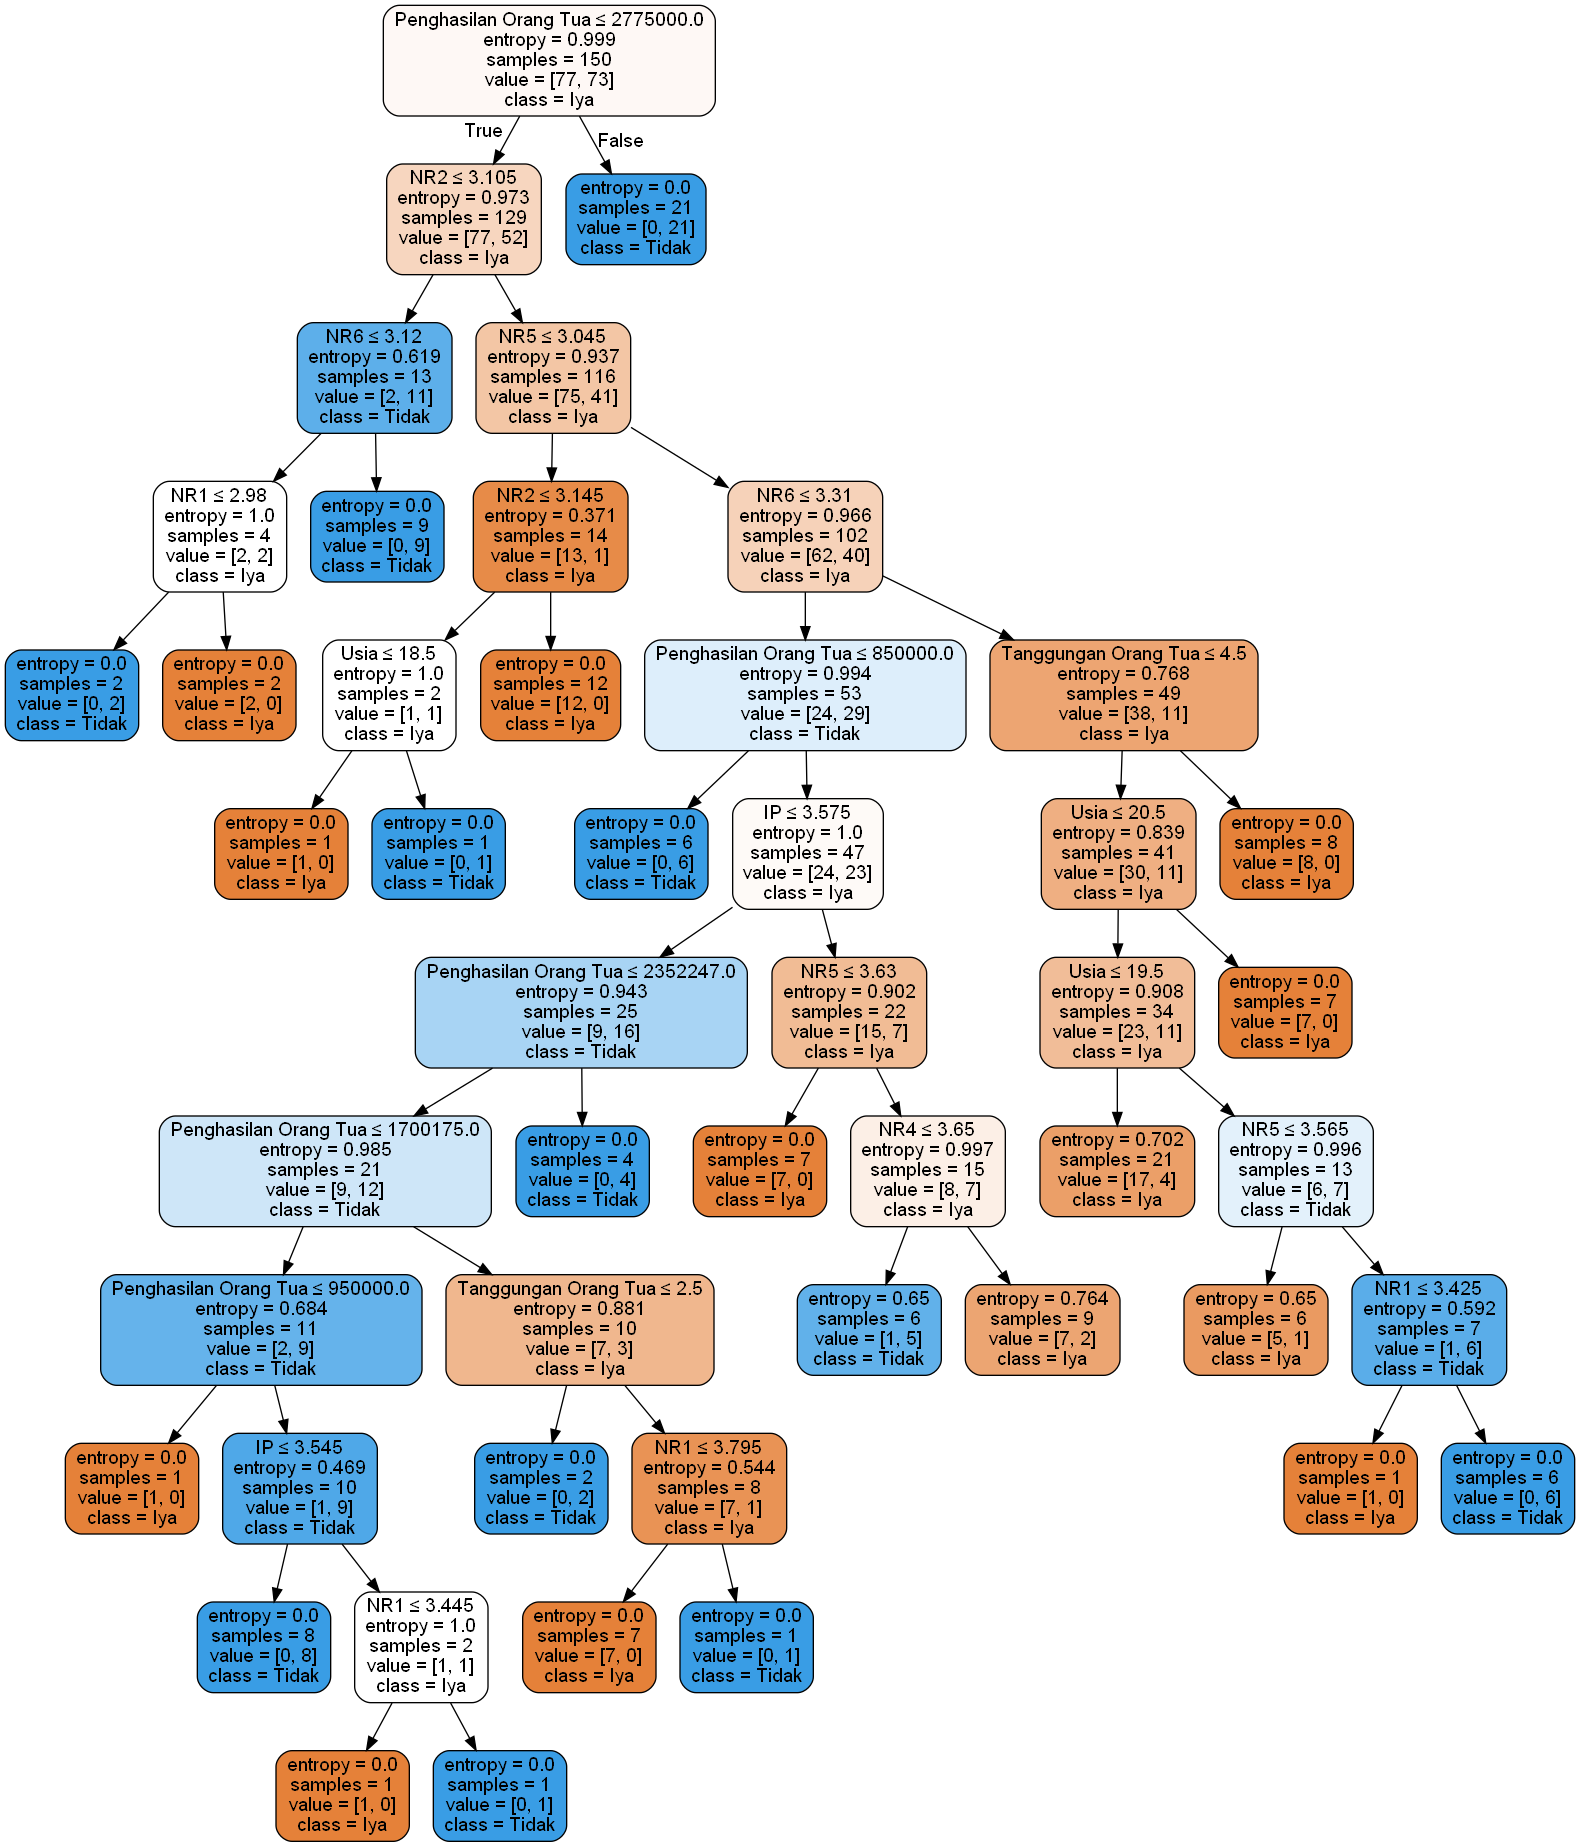 Penghasilan Orang Tua ≤ 2775000.0
entropy = 0.999
samples = 150
value = [77, 73]
class = Iya
True
False
NR2 ≤ 3.105
entropy = 0.973
samples = 129
value = [77, 52]
class = Iya
entropy = 0.0
samples = 21
value = [0, 21]
class = Tidak
NR6 ≤ 3.12
entropy = 0.619
samples = 13
value = [2, 11]
class = Tidak
NR5 ≤ 3.045
entropy = 0.937
samples = 116
value = [75, 41]
class = Iya
NR1 ≤ 2.98
entropy = 1.0
samples = 4
value = [2, 2]
class = Iya
entropy = 0.0
samples = 9
value = [0, 9]
class = Tidak
NR2 ≤ 3.145
entropy = 0.371
samples = 14
value = [13, 1]
class = Iya
NR6 ≤ 3.31
entropy = 0.966
samples = 102
value = [62, 40]
class = Iya
entropy = 0.0
samples = 2
value = [0, 2]
class = Tidak
entropy = 0.0
samples = 2
value = [2, 0]
class = Iya
Usia ≤ 18.5
entropy = 1.0
samples = 2
value = [1, 1]
class = Iya
entropy = 0.0
samples = 12
value = [12, 0]
class = Iya
Penghasilan Orang Tua ≤ 850000.0
entropy = 0.994
samples = 53
value = [24, 29]
class = Tidak
Tanggungan Orang Tua ≤ 4.5
entropy = 0.768
samples = 49
value = [38, 11]
class = Iya
entropy = 0.0
samples = 1
value = [1, 0]
class = Iya
entropy = 0.0
samples = 1
value = [0, 1]
class = Tidak
entropy = 0.0
samples = 6
value = [0, 6]
class = Tidak
IP ≤ 3.575
entropy = 1.0
samples = 47
value = [24, 23]
class = Iya
Usia ≤ 20.5
entropy = 0.839
samples = 41
value = [30, 11]
class = Iya
entropy = 0.0
samples = 8
value = [8, 0]
class = Iya
Penghasilan Orang Tua ≤ 2352247.0
entropy = 0.943
samples = 25
value = [9, 16]
class = Tidak
NR5 ≤ 3.63
entropy = 0.902
samples = 22
value = [15, 7]
class = Iya
Usia ≤ 19.5
entropy = 0.908
samples = 34
value = [23, 11]
class = Iya
entropy = 0.0
samples = 7
value = [7, 0]
class = Iya
Penghasilan Orang Tua ≤ 1700175.0
entropy = 0.985
samples = 21
value = [9, 12]
class = Tidak
entropy = 0.0
samples = 4
value = [0, 4]
class = Tidak
entropy = 0.0
samples = 7
value = [7, 0]
class = Iya
NR4 ≤ 3.65
entropy = 0.997
samples = 15
value = [8, 7]
class = Iya
entropy = 0.702
samples = 21
value = [17, 4]
class = Iya
NR5 ≤ 3.565
entropy = 0.996
samples = 13
value = [6, 7]
class = Tidak
Penghasilan Orang Tua ≤ 950000.0
entropy = 0.684
samples = 11
value = [2, 9]
class = Tidak
Tanggungan Orang Tua ≤ 2.5
entropy = 0.881
samples = 10
value = [7, 3]
class = Iya
entropy = 0.65
samples = 6
value = [1, 5]
class = Tidak
entropy = 0.764
samples = 9
value = [7, 2]
class = Iya
entropy = 0.65
samples = 6
value = [5, 1]
class = Iya
NR1 ≤ 3.425
entropy = 0.592
samples = 7
value = [1, 6]
class = Tidak
entropy = 0.0
samples = 1
value = [1, 0]
class = Iya
IP ≤ 3.545
entropy = 0.469
samples = 10
value = [1, 9]
class = Tidak
entropy = 0.0
samples = 2
value = [0, 2]
class = Tidak
NR1 ≤ 3.795
entropy = 0.544
samples = 8
value = [7, 1]
class = Iya
entropy = 0.0
samples = 1
value = [1, 0]
class = Iya
entropy = 0.0
samples = 6
value = [0, 6]
class = Tidak
entropy = 0.0
samples = 8
value = [0, 8]
class = Tidak
NR1 ≤ 3.445
entropy = 1.0
samples = 2
value = [1, 1]
class = Iya
entropy = 0.0
samples = 7
value = [7, 0]
class = Iya
entropy = 0.0
samples = 1
value = [0, 1]
class = Tidak
entropy = 0.0
samples = 1
value = [1, 0]
class = Iya
entropy = 0.0
samples = 1
value = [0, 1]
class = Tidak